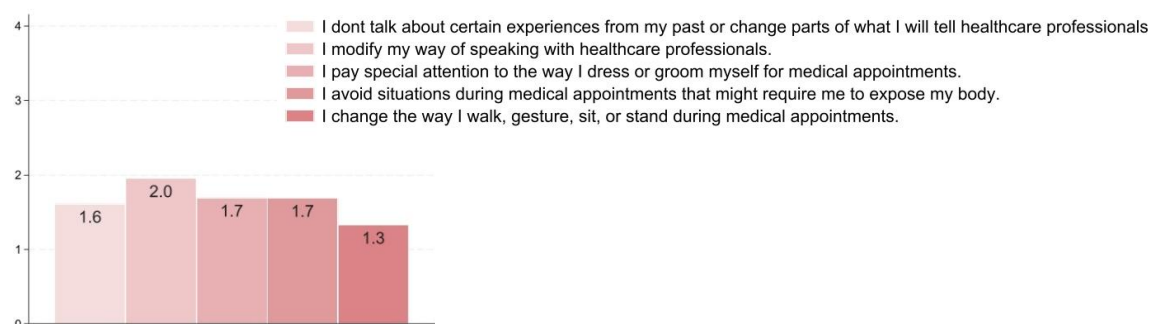 4
I dont talk about certain experiences from my past or change parts of what I will tell healthcare professionals
I modify my way of speaking with healthcare professionals.
I pay special attention to the way I dress or groom myself for medical appointments.
I avoid situations during medical appointments that might require me to expose my body.
I change the way I walk, gesture, sit, or stand during medical appointments.
3
2
1.6
2.0
1.7
1.7
1.3
1
0